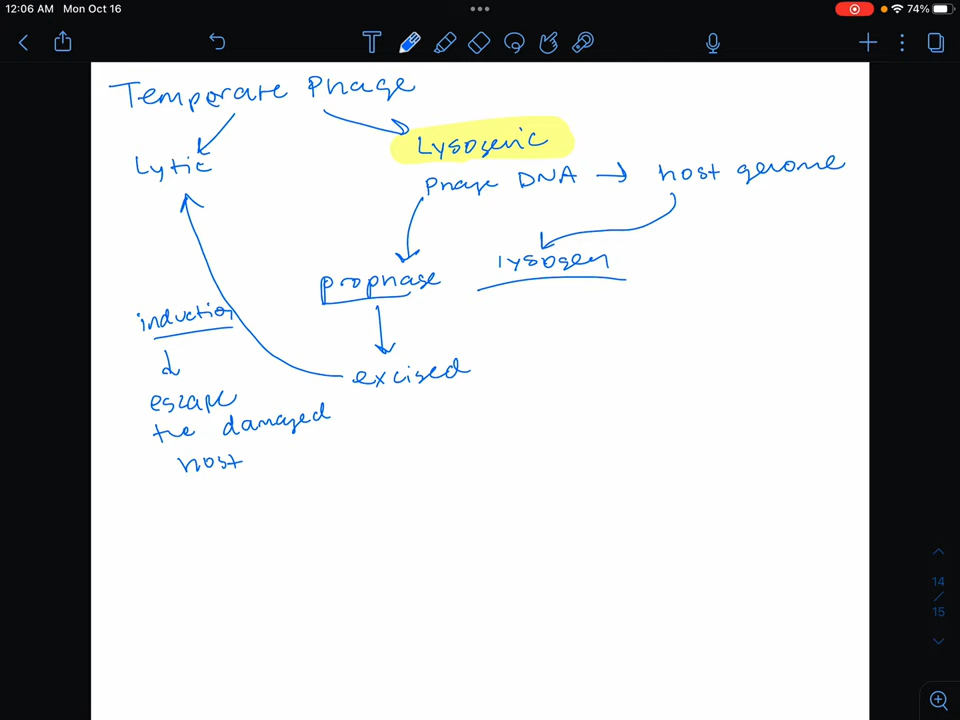 12:06 AM Mon Oct 16
74%
Temperate Phage
Lytic
Lysogenic
Phage DNA → host genome
prophase
lysogen
induction
excised
escape
the damaged
host
14
/
15